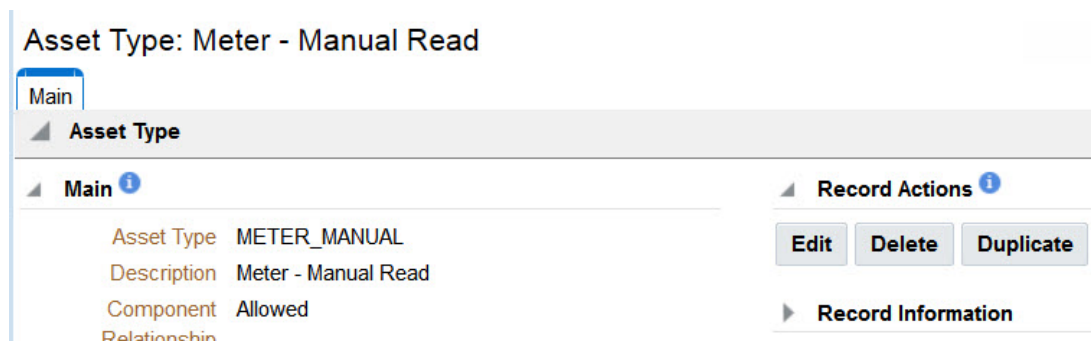 Asset Type: Meter - Manual Read
Main
Asset Type
Main
Asset Type METER_MANUAL
Description Meter - Manual Read
Component Allowed
Relationship
Record Actions
Edit Delete Duplicate
Record Information